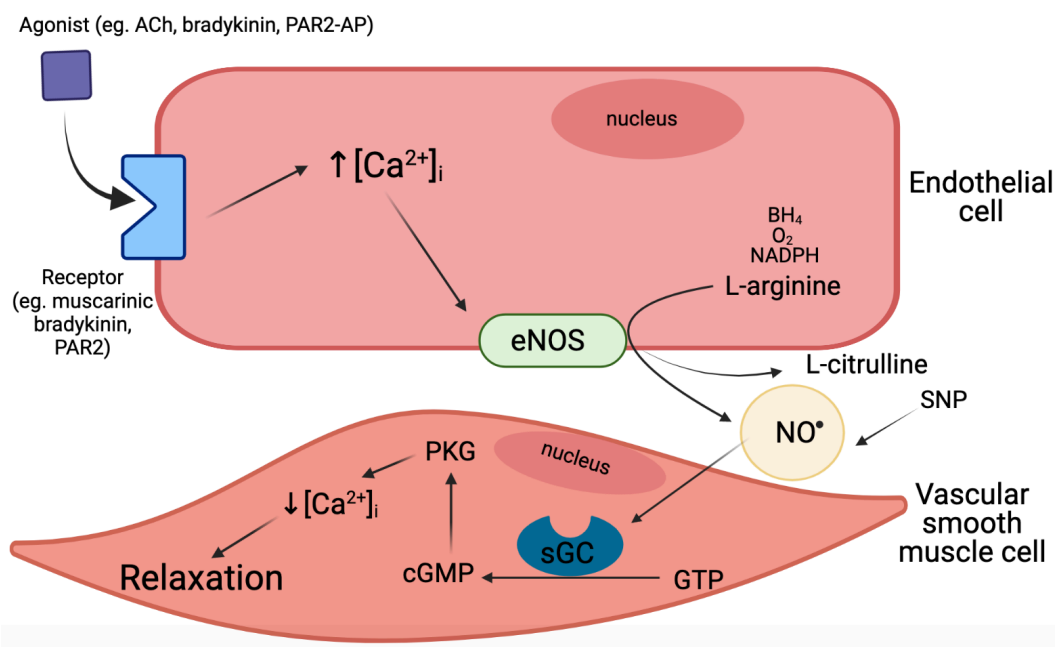 Agonist (eg. ACh, bradykinin, PAR2-AP)
nucleus
↑[Ca²⁺]ᵢ
Endothelial
cell
BH₄
O₂
NADPH
L-arginine
Receptor
(eg. muscarinic
bradykinin,
PAR2)
eNOS
L-citrulline
SNP
NO•
PKG
nucleus
↓[Ca²⁺]ᵢ
Vascular
smooth
muscle cell
sGC
Relaxation
cGMP
GTP